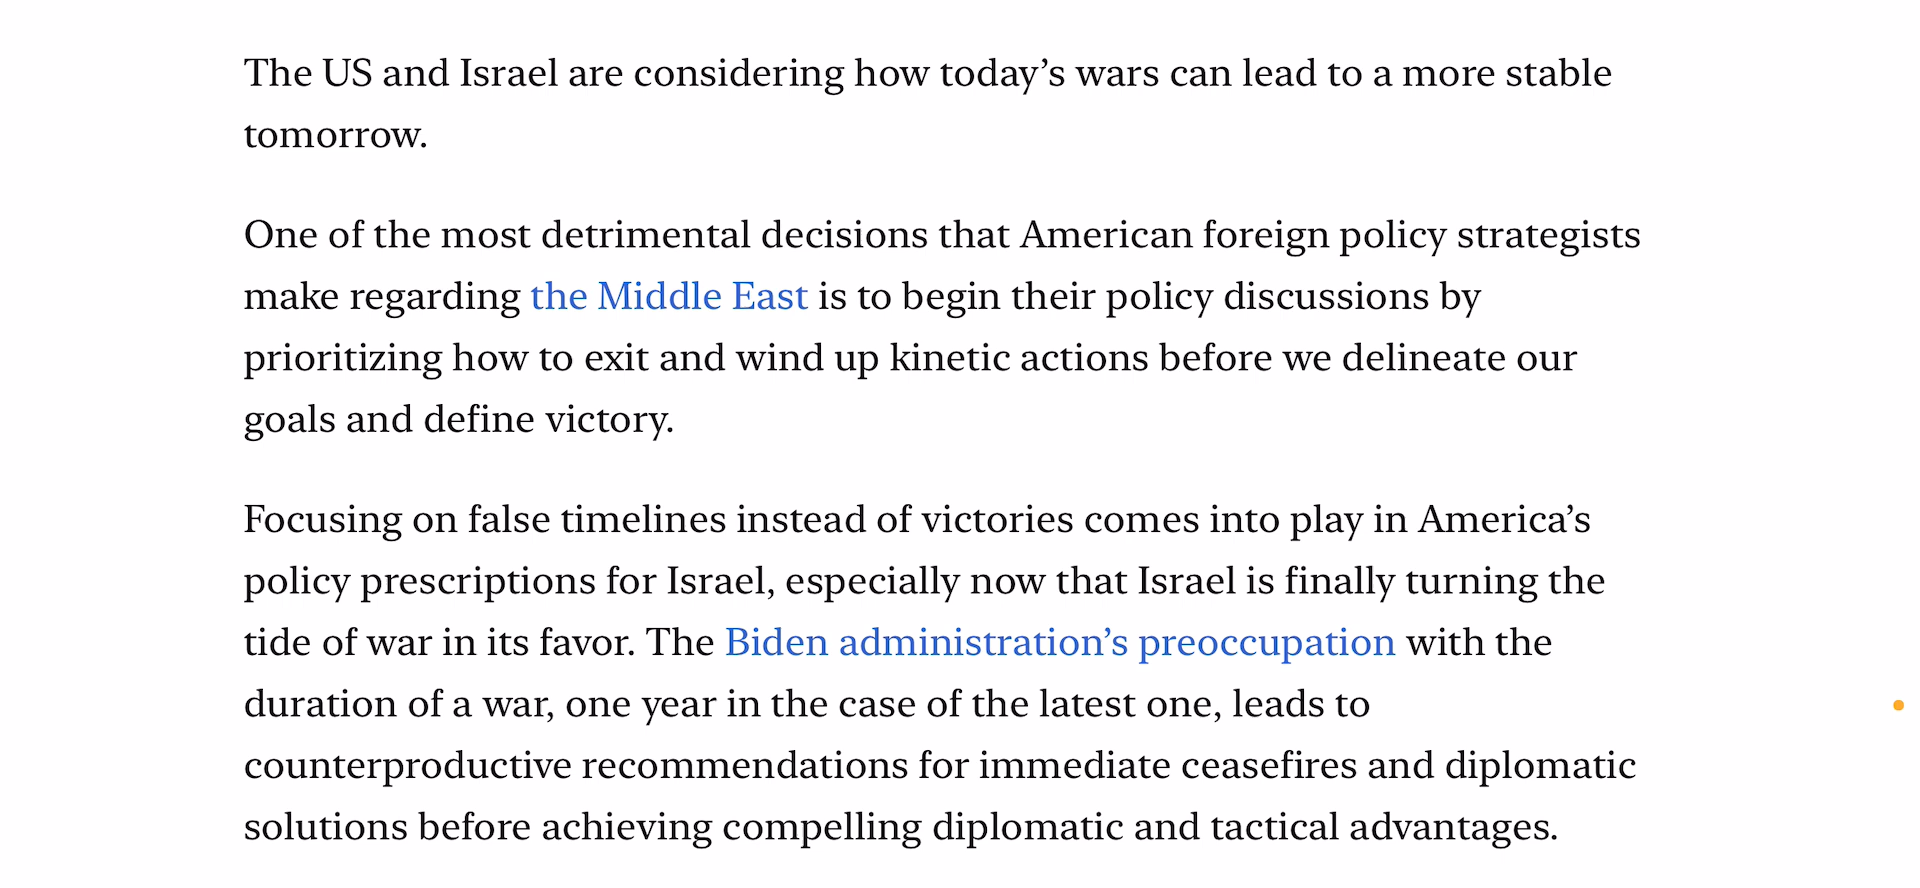 The US and Israel are considering how today’s wars can lead to a more stable
tomorrow.
One of the most detrimental decisions that American foreign policy strategists
make regarding the Middle East is to begin their policy discussions by
prioritizing how to exit and wind up kinetic actions before we delineate our
goals and define victory.
Focusing on false timelines instead of victories comes into play in America’s
policy prescriptions for Israel, especially now that Israel is finally turning the
tide of war in its favor. The Biden administration’s preoccupation with the
duration of a war, one year in the case of the latest one, leads to
counterproductive recommendations for immediate ceasefires and diplomatic
solutions before achieving compelling diplomatic and tactical advantages.